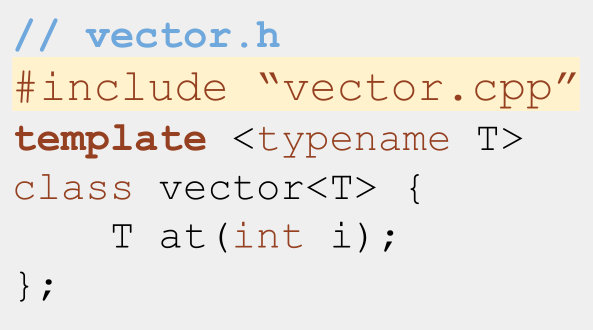 // vector.h
#include “vector.cpp”
template <typename T>
class vector<T> {
    T at(int i);
};